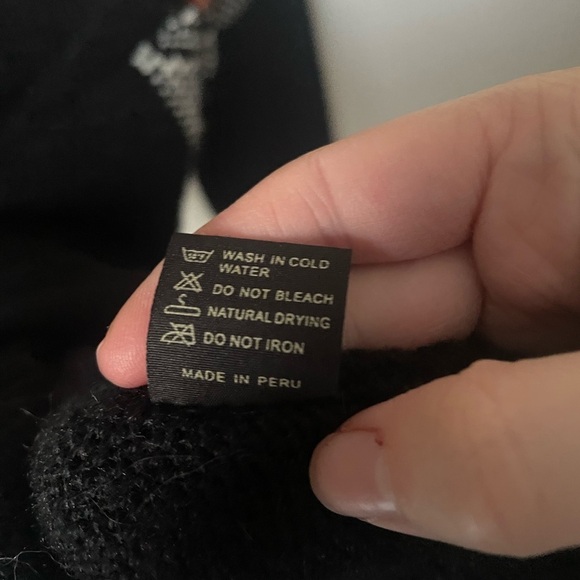 WASH IN COLD
WATER
DO NOT BLEACH
NATURAL DRYING
DO NOT IRON
MADE IN PERU